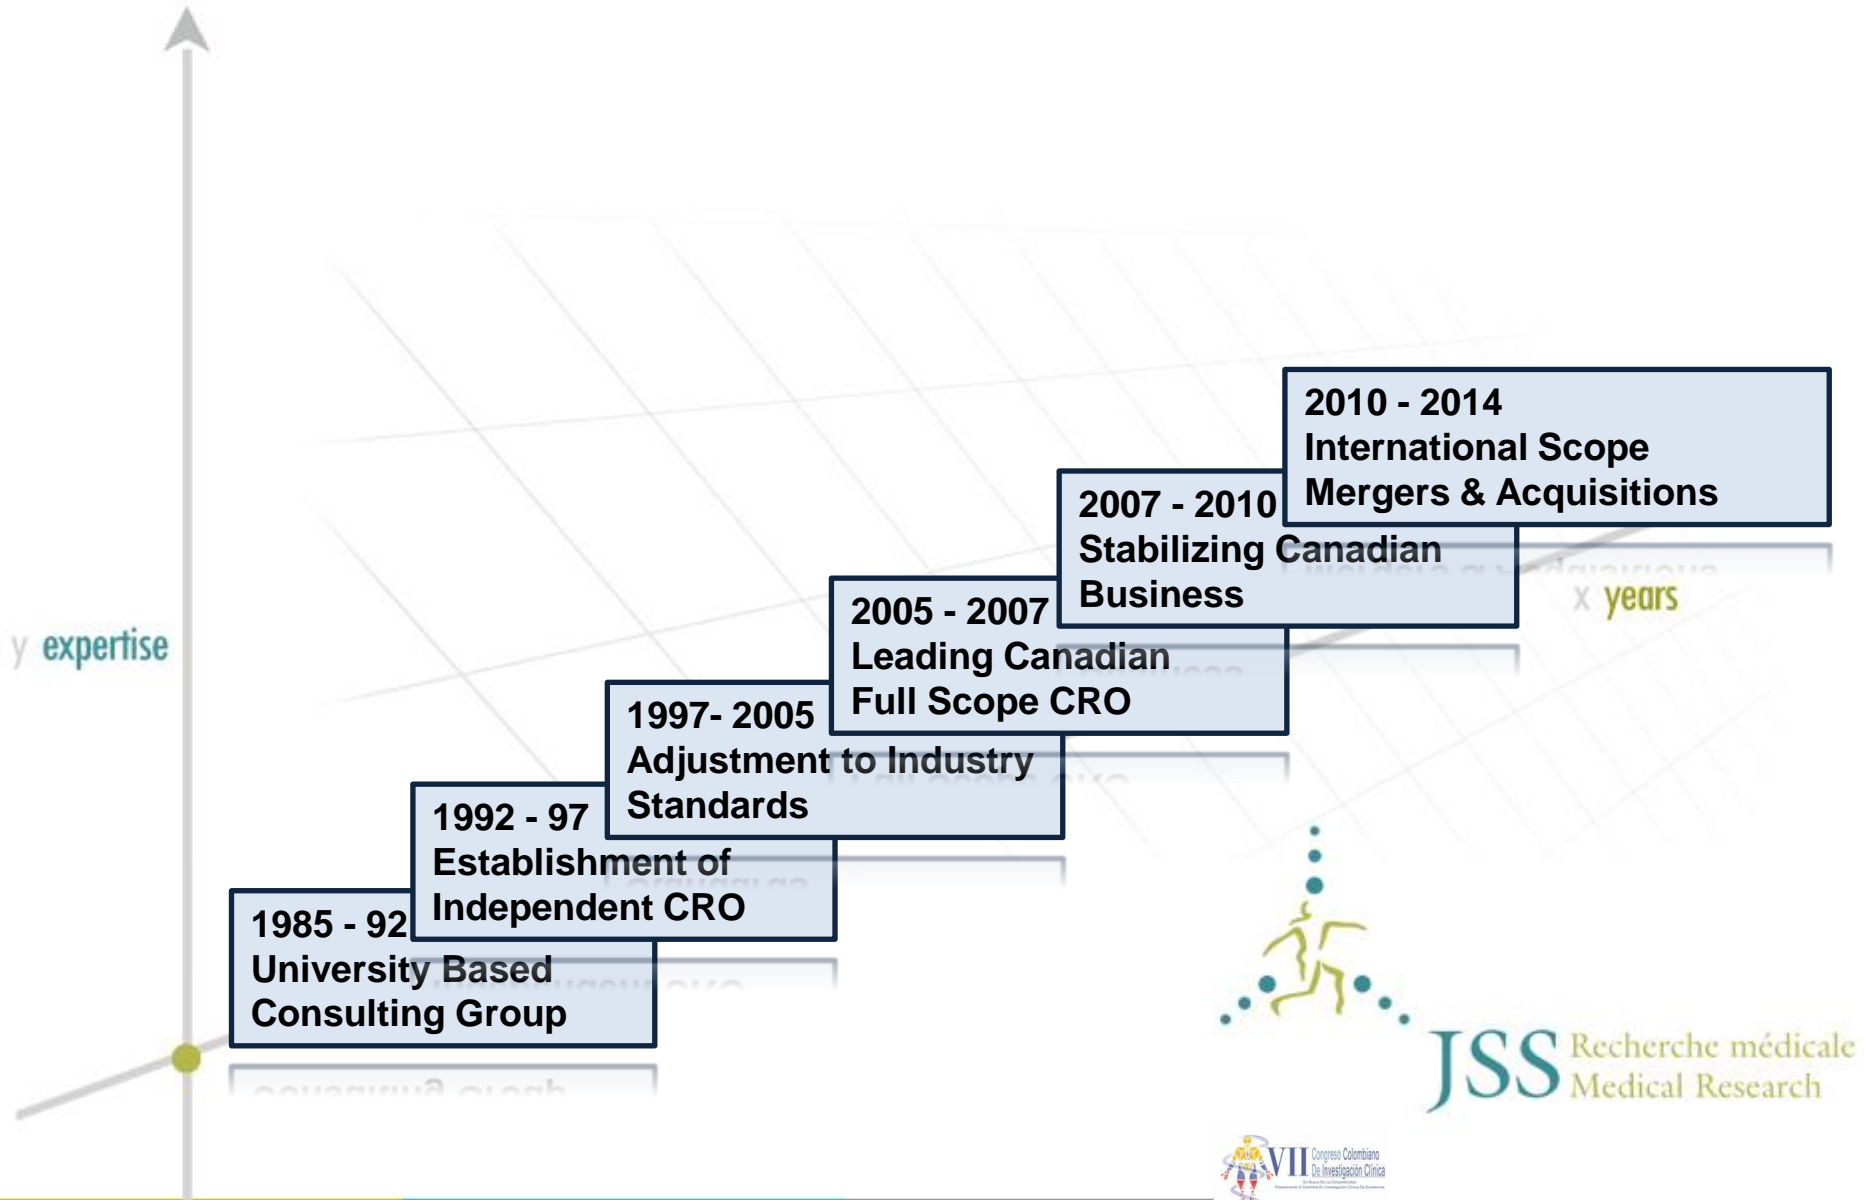 2010 - 2014
International Scope
Mergers & Acquisitions
2007 - 2010
Stabilizing Canadian
Business
x years
2005 - 2007
Leading Canadian
Full Scope CRO
y expertise
1997- 2005
Adjustment to Industry
Standards
1992 - 97
Establishment of
Independent CRO
1985 - 92
University Based
Consulting Group
JSS Recherche médicale
Medical Research
VII Congreso Colombiano
De Investigación Clínica